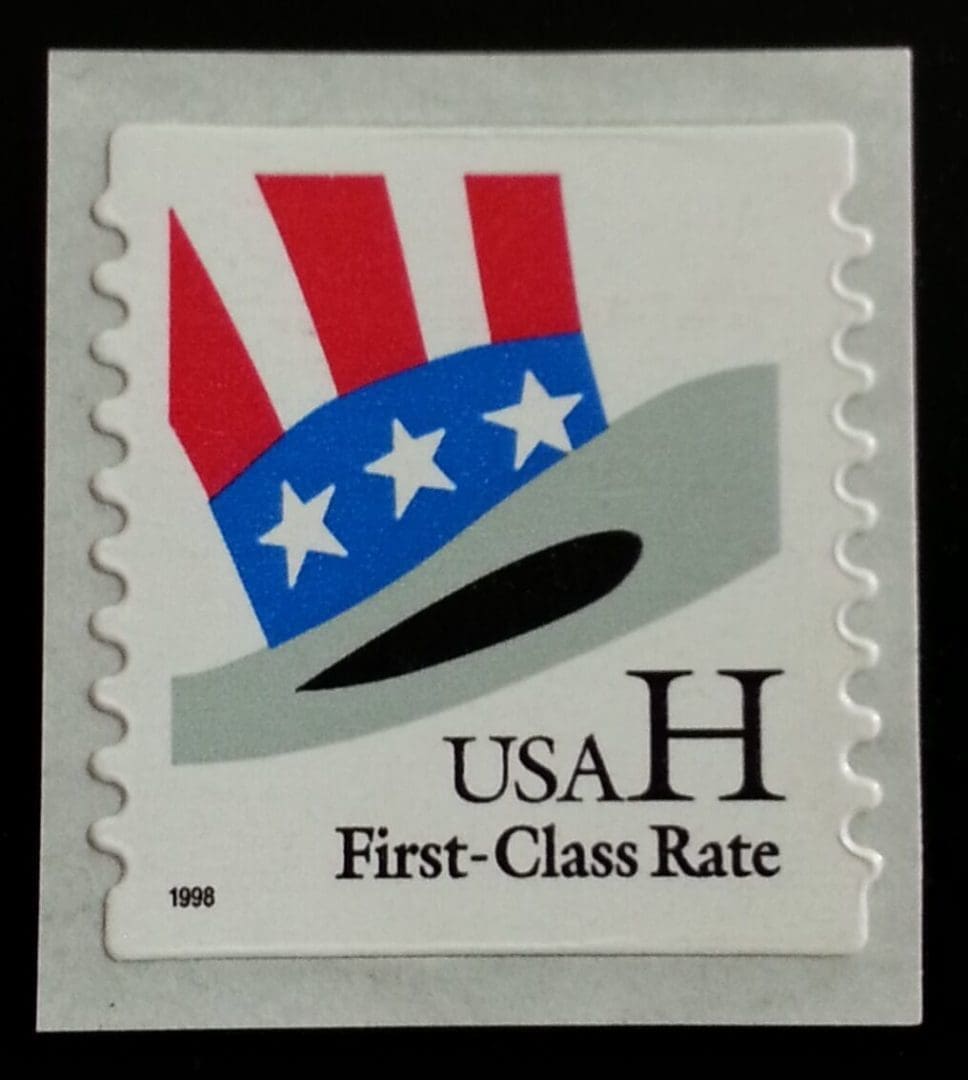 USA H
First-Class Rate
1998